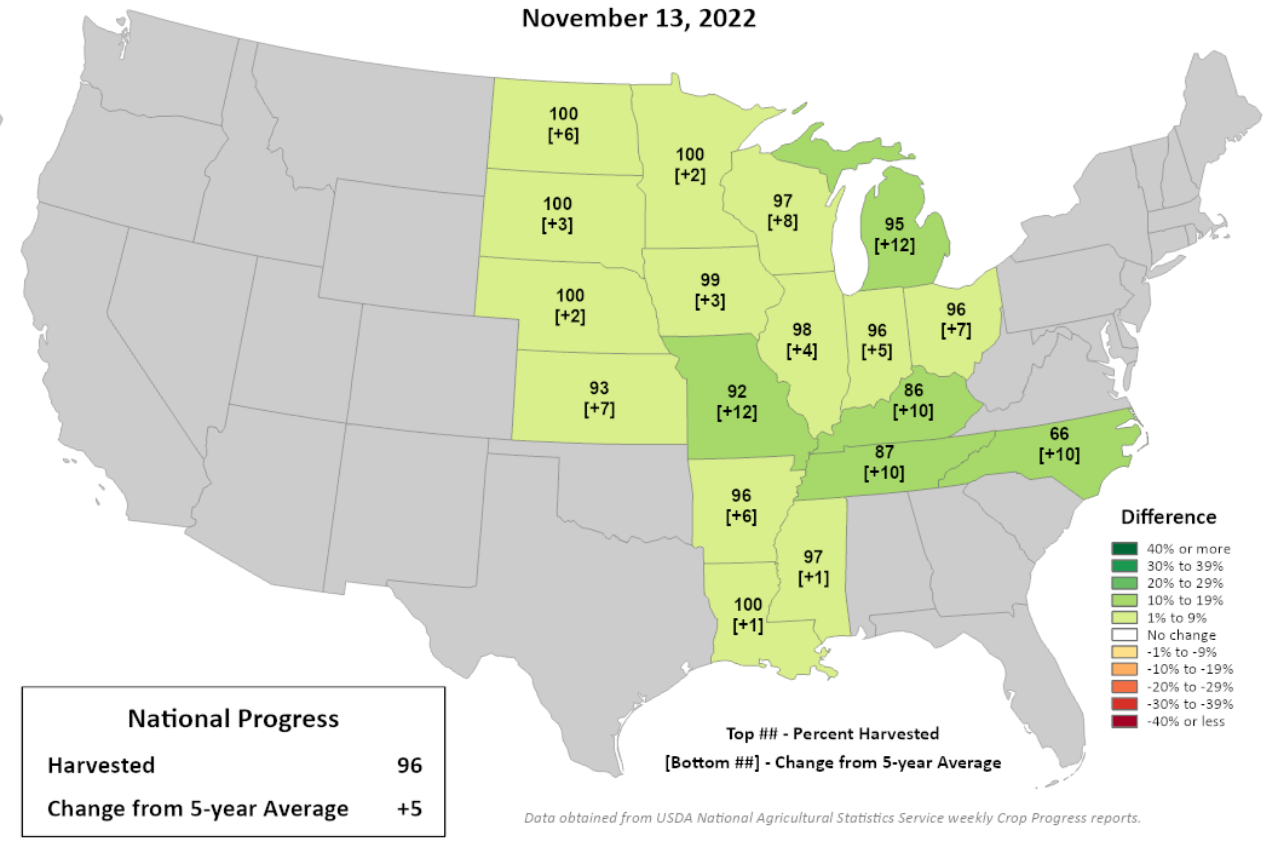 November 13, 2022
100
[+6]
100
[+2]
97
[+8]
95
[+12]
100
[+3]
99
[+3]
100
[+2]
98
[+4]
96
[+5]
96
[+7]
93
[+7]
92
[+12]
86
[+10]
87
[+10]
66
[+10]
96
[+6]
97
[+1]
100
[+1]
Difference
40% or more
30% to 39%
20% to 29%
10% to 19%
1% to 9%
No change
-1% to -9%
-10% to -19%
-20% to -29%
-30% to -39%
-40% or less
National Progress
Harvested 96
Change from 5-year Average +5
Top ## - Percent Harvested
[Bottom ##] - Change from 5-year Average
Data obtained from USDA National Agricultural Statistics Service weekly Crop Progress reports.